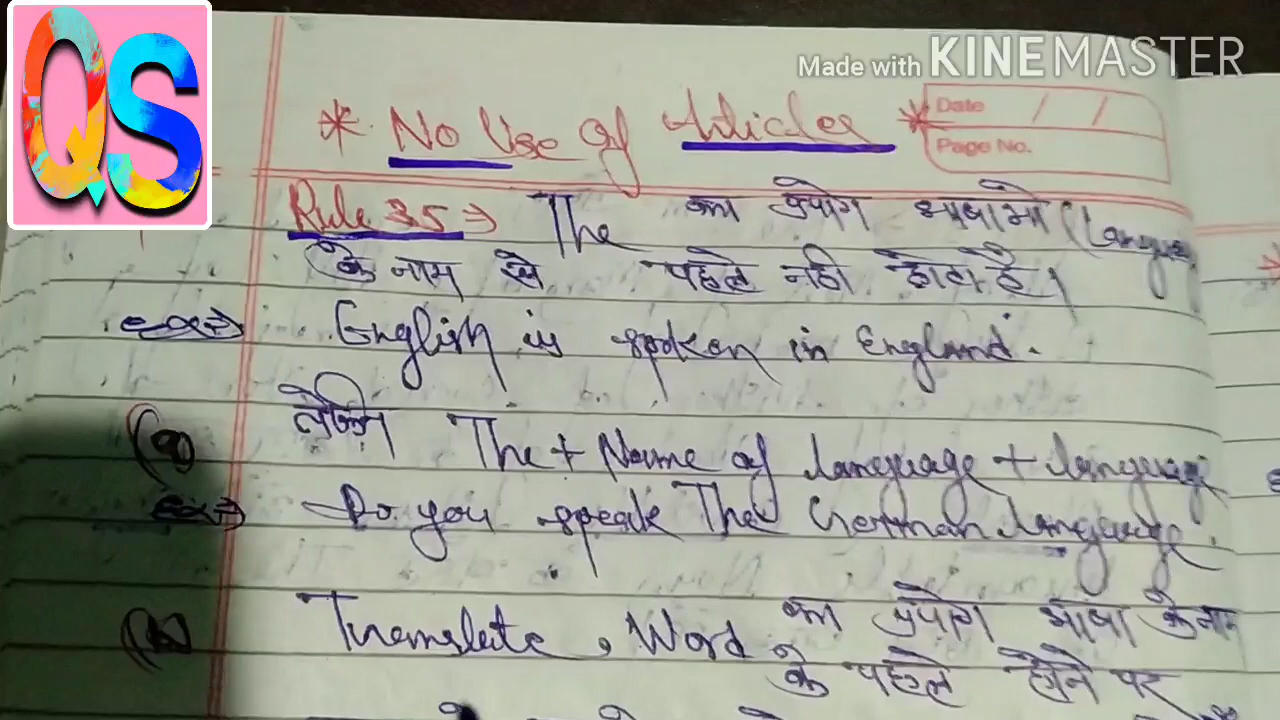 QS
Made with KINEMASTER
* No Use of Articles *
Date / /
Page No.
Rule 35 ⇒ The का प्रयोग भाषाओ (Language
के नाम से पहले नही होता है।
ex ⇒ English is spoken in England.
(a) लेकिन The + Name of language + language
ex ⇒ Do you speak The German language.
(b) Translate, Word का प्रयोग भाषा के नाम
के पहले होने पर